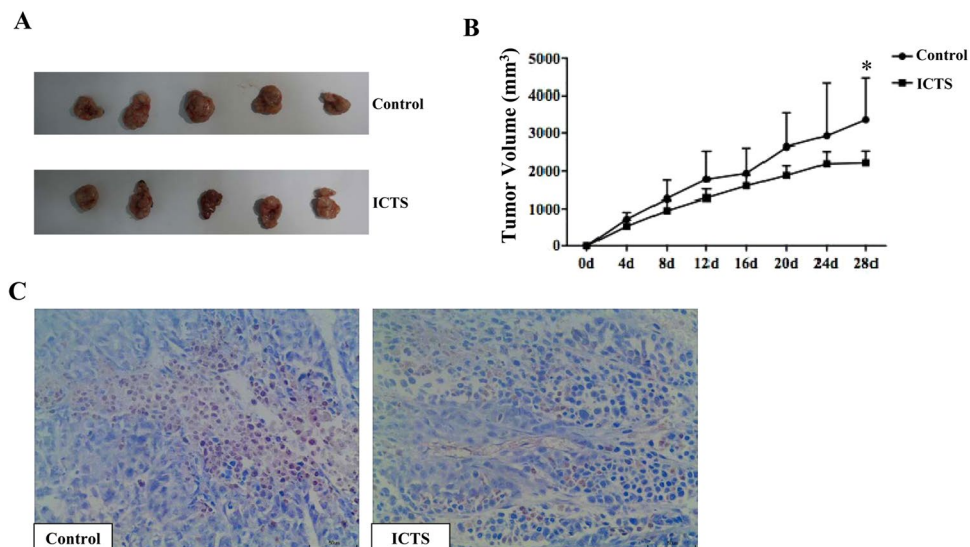 A
Control
ICTS
B
Tumor Volume (mm³)
5000
4000
3000
2000
1000
0
0d 4d 8d 12d 16d 20d 24d 28d
*
Control
ICTS
C
Control
ICTS